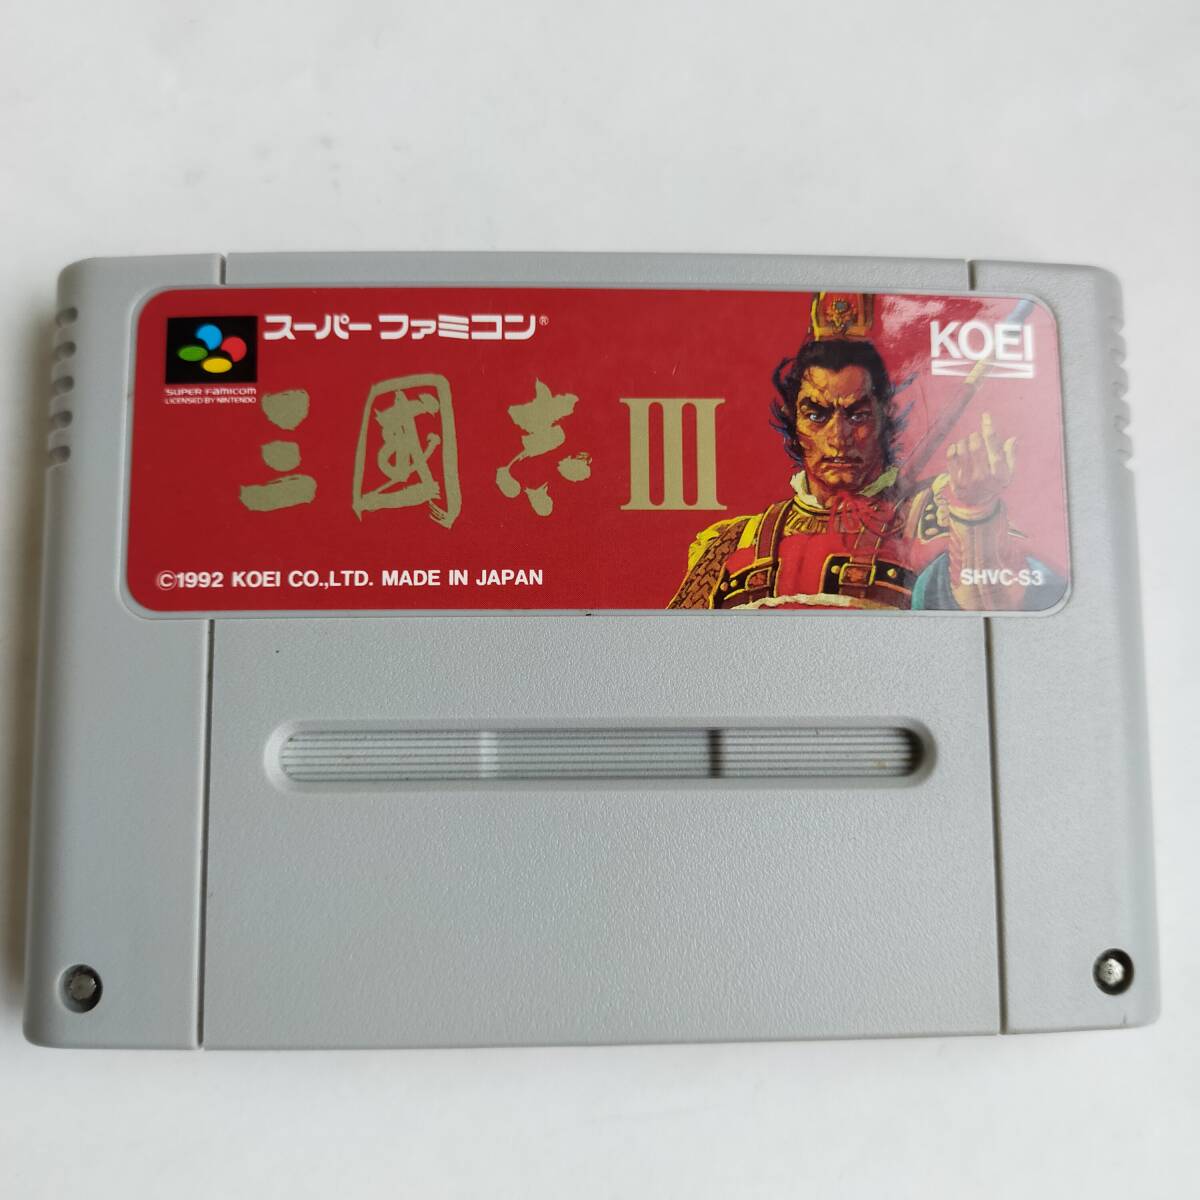 スーパーファミコン®
SUPER FAMICOM
LICENSED BY NINTENDO
KOEI
三國志III
©1992 KOEI CO.,LTD. MADE IN JAPAN
SHVC-S3